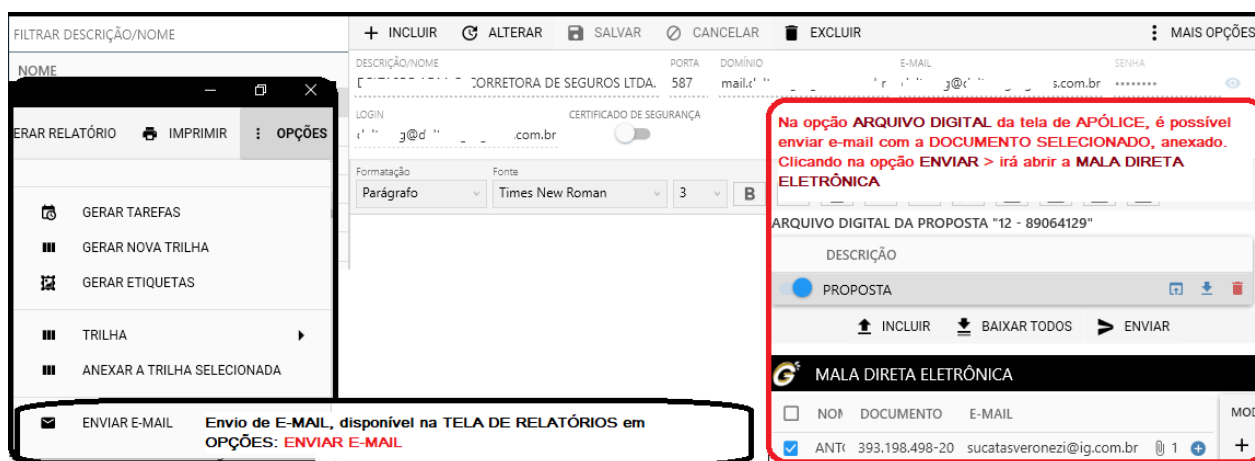 FILTRAR DESCRIÇÃO/NOME
NOME
ERAR RELATÓRIO IMPRIMIR OPÇÕES
GERAR TAREFAS
GERAR NOVA TRILHA
GERAR ETIQUETAS
TRILHA
ANEXAR A TRILHA SELECIONADA
ENVIAR E-MAIL
Envio de E-MAIL, disponível na TELA DE RELATÓRIOS em
OPÇÕES: ENVIAR E-MAIL
INCLUIR ALTERAR SALVAR CANCELAR EXCLUIR MAIS OPÇÕES
DESCRIÇÃO/NOME PORTA DOMÍNIO E-MAIL SENHA
CORRETORA DE SEGUROS LTDA. 587 mail. s.com.br ••••••••
LOGIN CERTIFICADO DE SEGURANÇA
.com.br
Formatação Fonte
Parágrafo Times New Roman 3 B
Na opção ARQUIVO DIGITAL da tela de APÓLICE, é possível
enviar e-mail com a DOCUMENTO SELECIONADO, anexado.
Clicando na opção ENVIAR > irá abrir a MALA DIRETA
ELETRÔNICA
ARQUIVO DIGITAL DA PROPOSTA "12 - 89064129"
DESCRIÇÃO
PROPOSTA
INCLUIR BAIXAR TODOS ENVIAR
G MALA DIRETA ELETRÔNICA
NOM DOCUMENTO E-MAIL MOD
ANTO 393.198.498-20 sucatasveronezi@ig.com.br 1 +